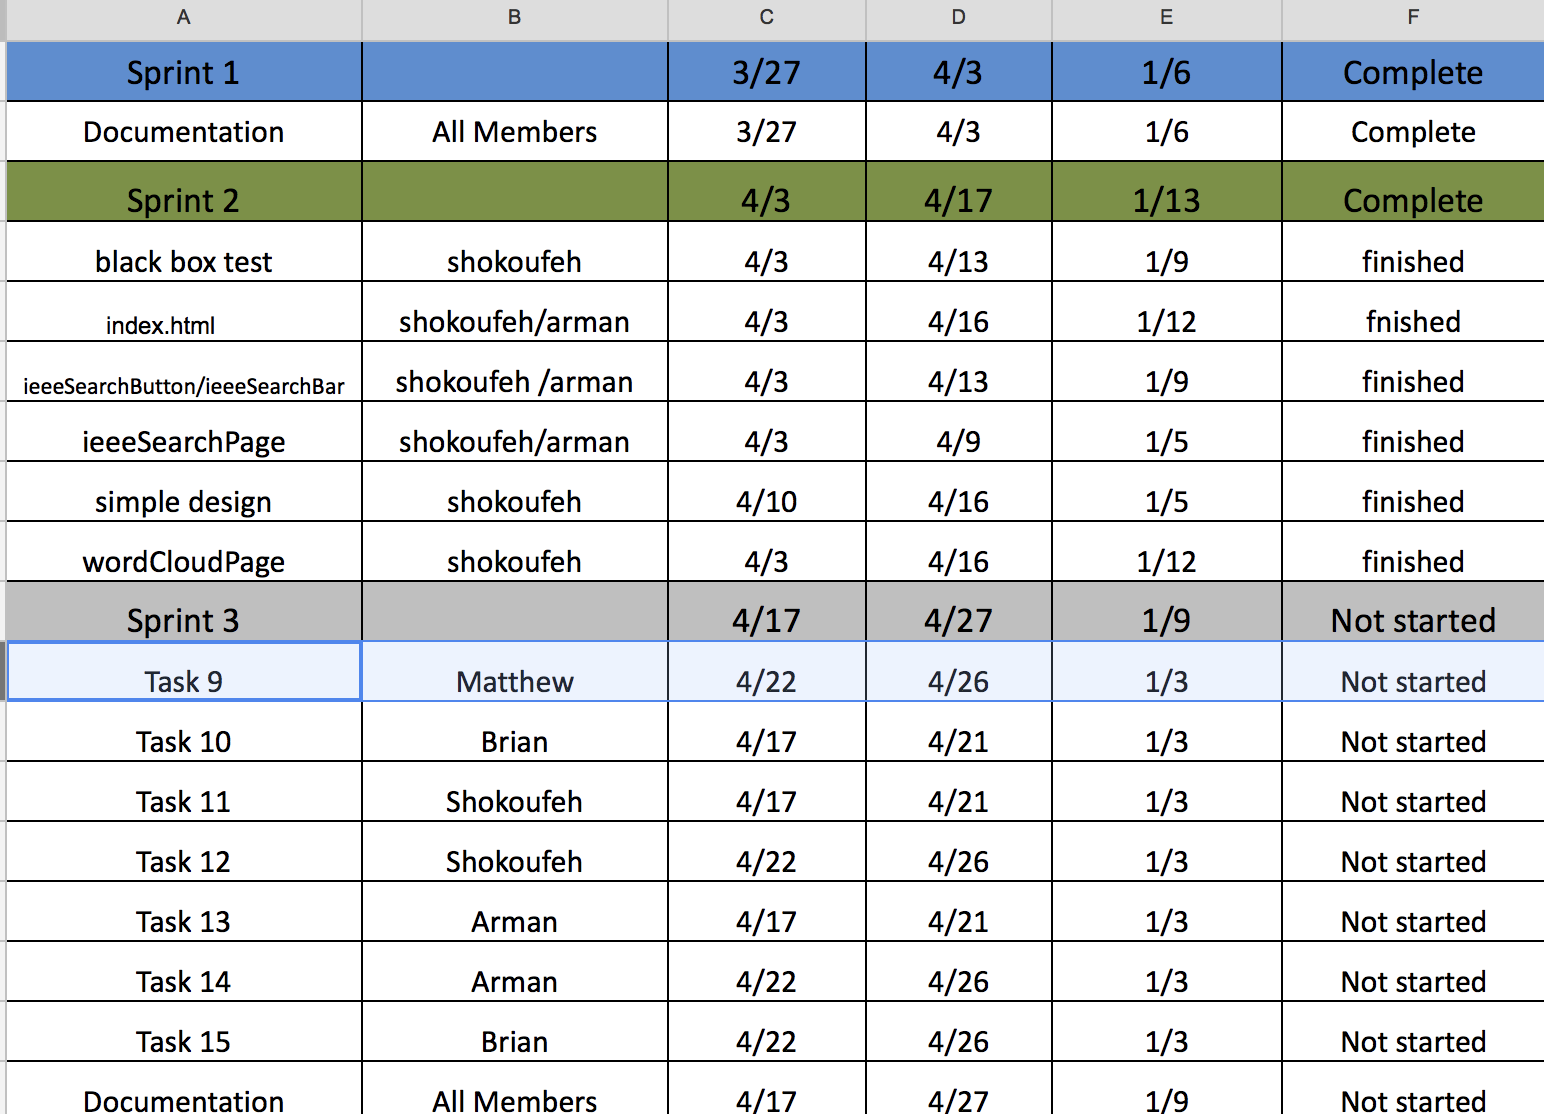 A B C D E F
Sprint 1 3/27 4/3 1/6 Complete
Documentation All Members 3/27 4/3 1/6 Complete
Sprint 2 4/3 4/17 1/13 Complete
black box test shokoufeh 4/3 4/13 1/9 finished
index.html shokoufeh/arman 4/3 4/16 1/12 fnished
ieeeSearchButton/ieeeSearchBar shokoufeh /arman 4/3 4/13 1/9 finished
ieeeSearchPage shokoufeh/arman 4/3 4/9 1/5 finished
simple design shokoufeh 4/10 4/16 1/5 finished
wordCloudPage shokoufeh 4/3 4/16 1/12 finished
Sprint 3 4/17 4/27 1/9 Not started
Task 9 Matthew 4/22 4/26 1/3 Not started
Task 10 Brian 4/17 4/21 1/3 Not started
Task 11 Shokoufeh 4/17 4/21 1/3 Not started
Task 12 Shokoufeh 4/22 4/26 1/3 Not started
Task 13 Arman 4/17 4/21 1/3 Not started
Task 14 Arman 4/22 4/26 1/3 Not started
Task 15 Brian 4/22 4/26 1/3 Not started
Documentation All Members 4/17 4/27 1/9 Not started